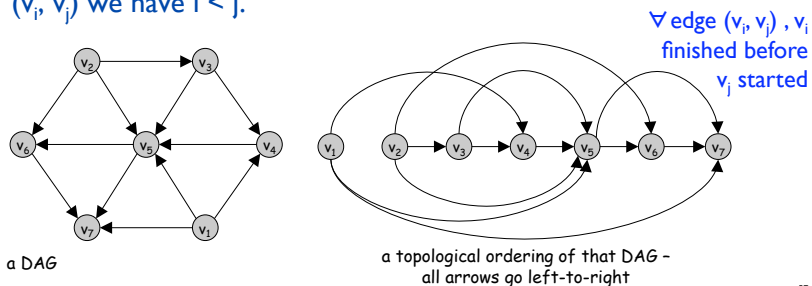 (vᵢ, vⱼ) we have i < j.
∀ edge (vᵢ, vⱼ) , vᵢ
finished before
vⱼ started
v₂
v₃
v₆
v₅
v₄
v₇
v₁
v₁
v₂
v₃
v₄
v₅
v₆
v₇
a DAG
a topological ordering of that DAG –
all arrows go left-to-right